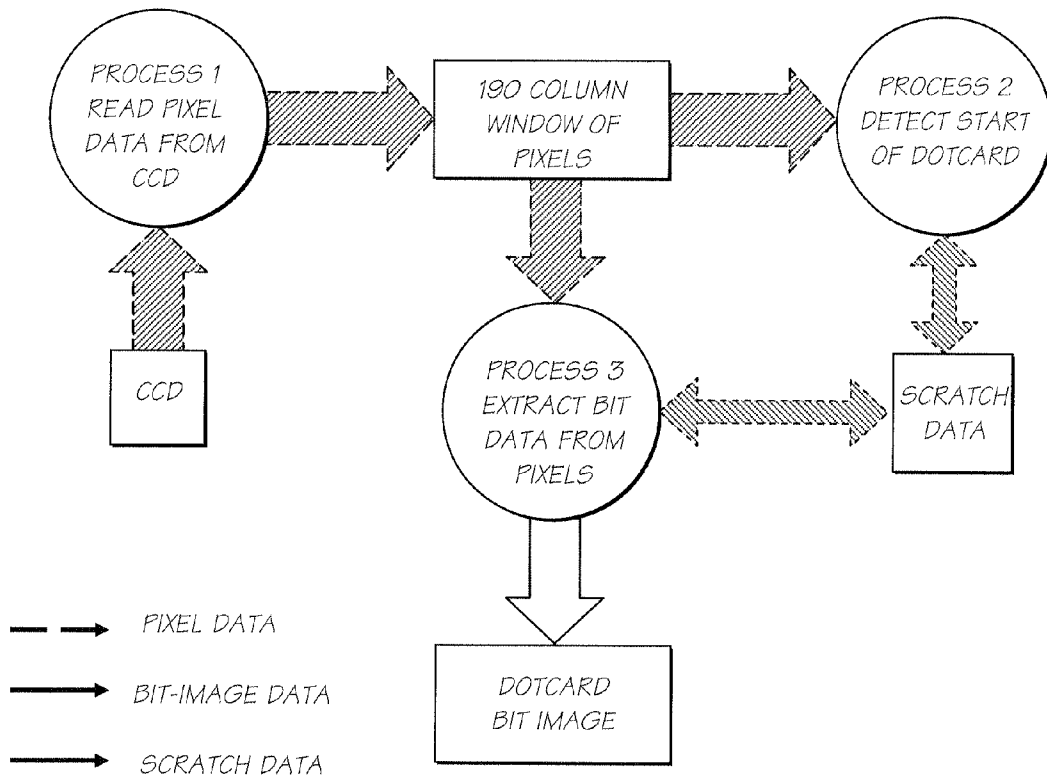 PROCESS 1
READ PIXEL
DATA FROM
CCD
190 COLUMN
WINDOW OF
PIXELS
PROCESS 2
DETECT START
OF DOTCARD
CCD
PROCESS 3
EXTRACT BIT
DATA FROM
PIXELS
SCRATCH
DATA
DOTCARD
BIT IMAGE
PIXEL DATA
BIT-IMAGE DATA
SCRATCH DATA